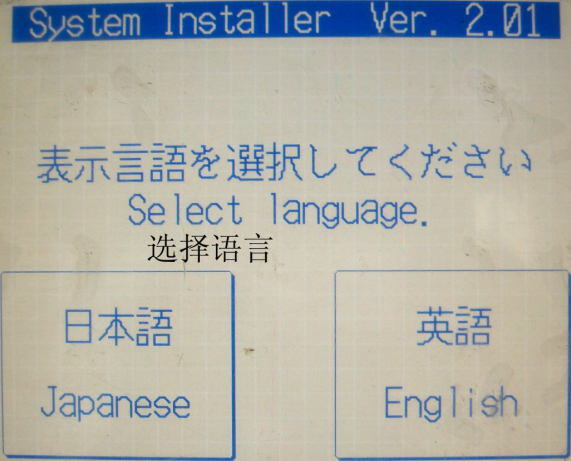 System Installer Ver. 2.01
表示言語を選択してください
Select language.
选择语言
日本語
Japanese
英語
English